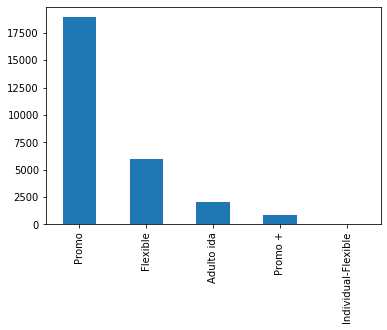 17500
15000
12500
10000
7500
5000
2500
0
Promo
Flexible
Adulto ida
Promo +
Individual-Flexible